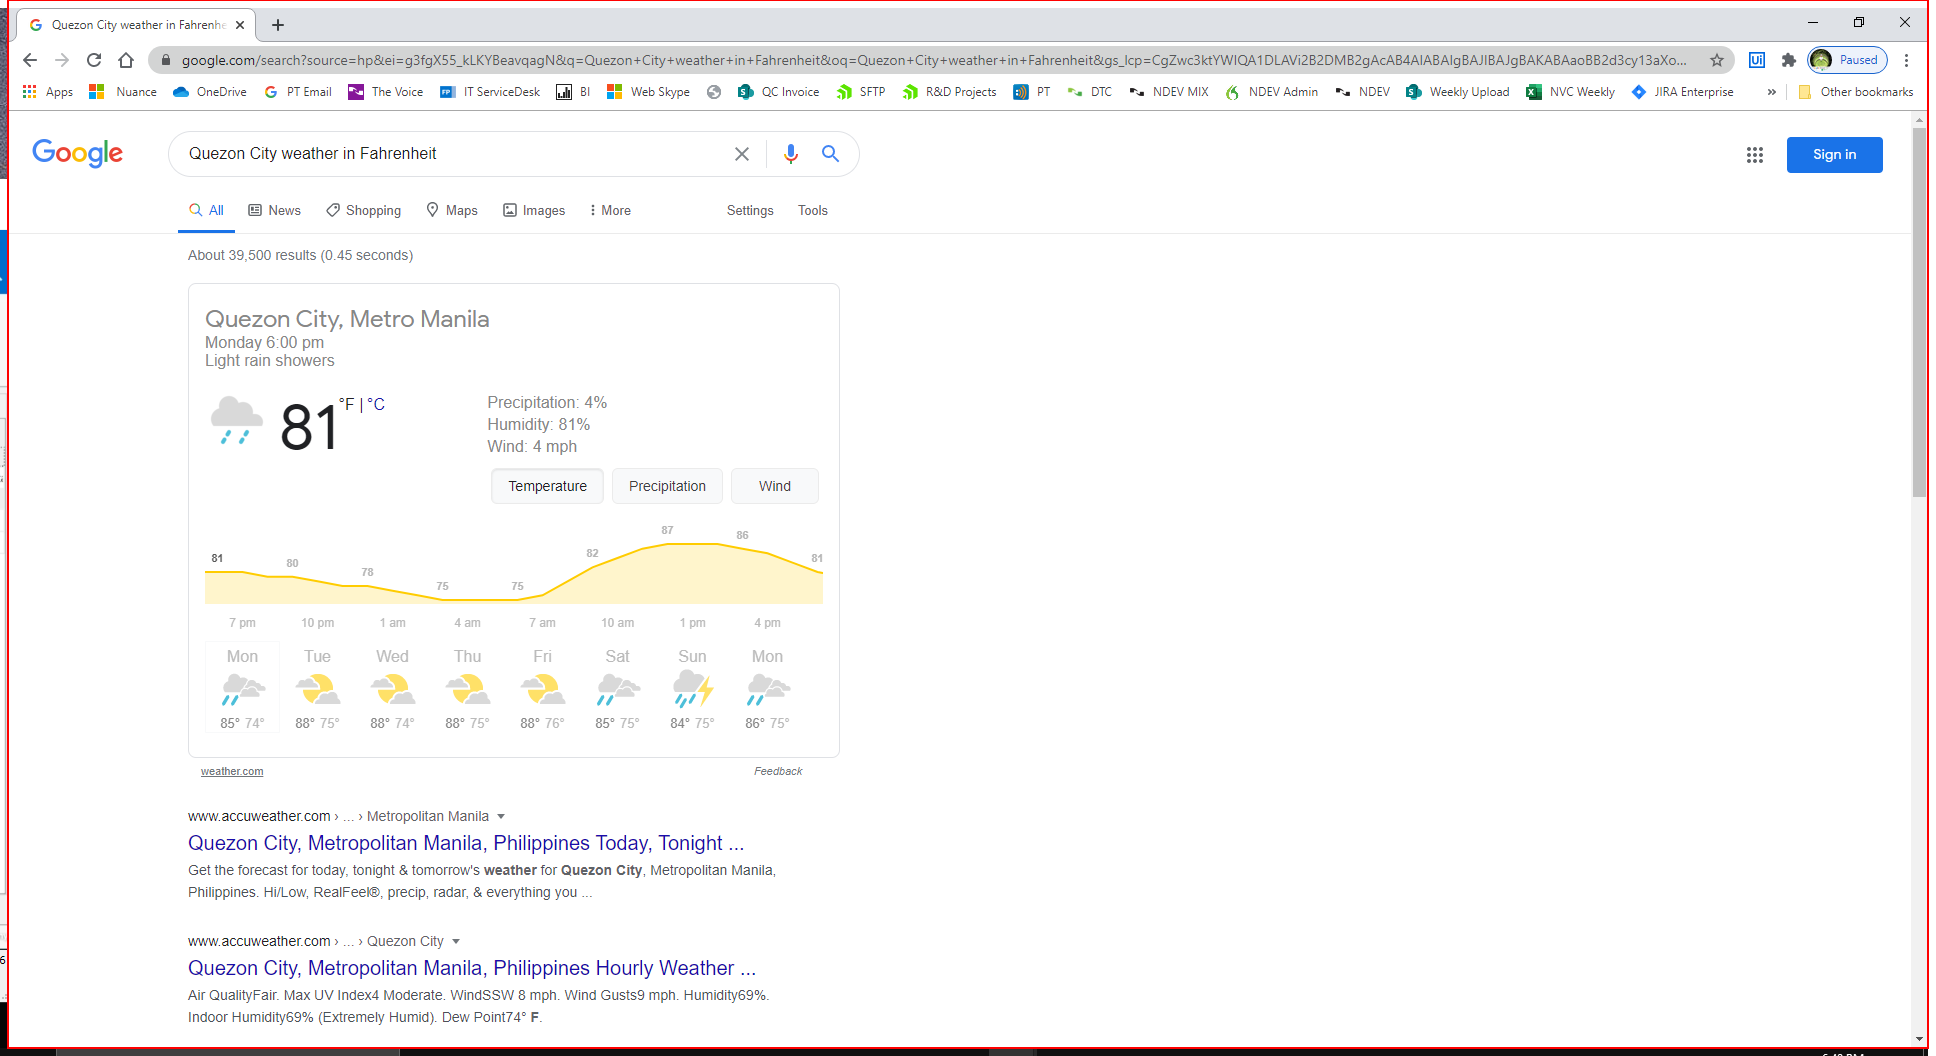 Quezon City weather in Fahrenhe
google.com/search?source=hp&ei=g3fgX55_kLKYBeavqagN&q=Quezon+City+weather+in+Fahrenheit&oq=Quezon+City+weather+in+Fahrenheit&gs_lcp=CgZwc3ktYWIQA1DLAVi2B2DMB2gAcAB4AIABAIgBAJIBAJgBAKABAaoBB2d3cy13aXo...
Ui
Paused
Apps Nuance OneDrive PT Email The Voice IT ServiceDesk BI Web Skype QC Invoice SFTP R&D Projects PT DTC NDEV MIX NDEV Admin NDEV Weekly Upload NVC Weekly JIRA Enterprise » Other bookmarks
Google
Quezon City weather in Fahrenheit
Sign in
All News Shopping Maps Images More Settings Tools
About 39,500 results (0.45 seconds)
Quezon City, Metro Manila
Monday 6:00 pm
Light rain showers
81 °F | °C
Precipitation: 4%
Humidity: 81%
Wind: 4 mph
Temperature Precipitation Wind
81 80 78 75 75 82 87 86 81
7 pm 10 pm 1 am 4 am 7 am 10 am 1 pm 4 pm
Mon Tue Wed Thu Fri Sat Sun Mon
85° 74° 88° 75° 88° 74° 88° 75° 88° 76° 85° 75° 84° 75° 86° 75°
weather.com Feedback
www.accuweather.com › ... › Metropolitan Manila
Quezon City, Metropolitan Manila, Philippines Today, Tonight ...
Get the forecast for today, tonight & tomorrow's weather for Quezon City, Metropolitan Manila,
Philippines. Hi/Low, RealFeel®, precip, radar, & everything you ...
www.accuweather.com › ... › Quezon City
Quezon City, Metropolitan Manila, Philippines Hourly Weather ...
Air QualityFair. Max UV Index4 Moderate. WindSSW 8 mph. Wind Gusts9 mph. Humidity69%.
Indoor Humidity69% (Extremely Humid). Dew Point74° F.